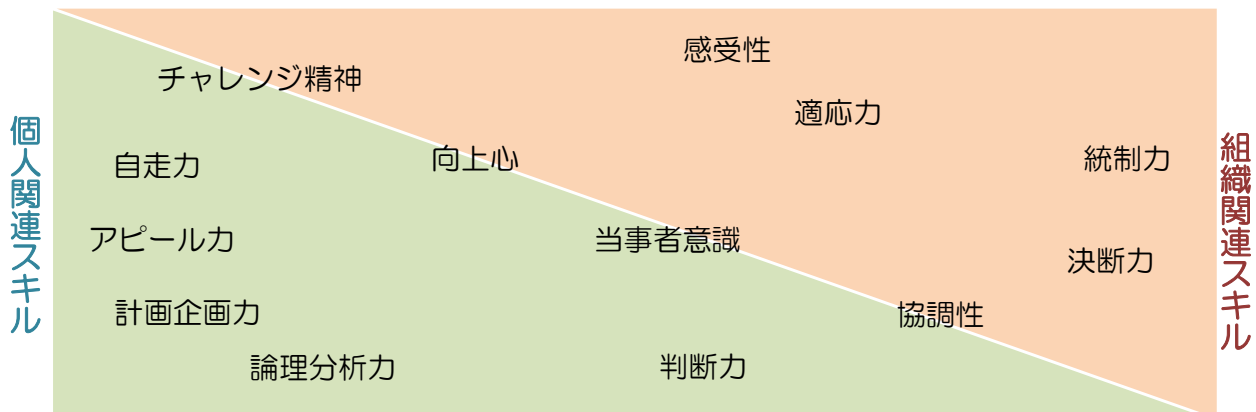 感受性
チャレンジ精神
適応力
個人関連スキル
自走力
向上心
統制力
組織関連スキル
アピール力
当事者意識
決断力
計画企画力
協調性
論理分析力
判断力